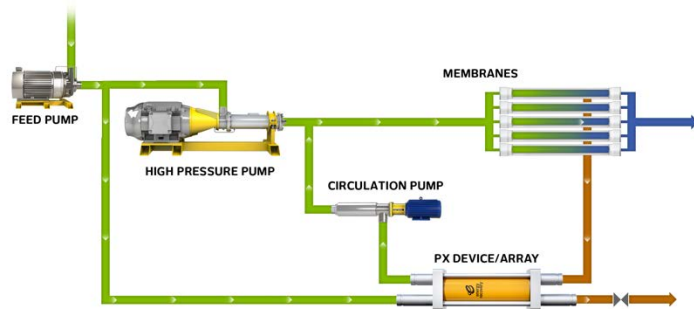 MEMBRANES
FEED PUMP
HIGH PRESSURE PUMP
CIRCULATION PUMP
PX DEVICE/ARRAY